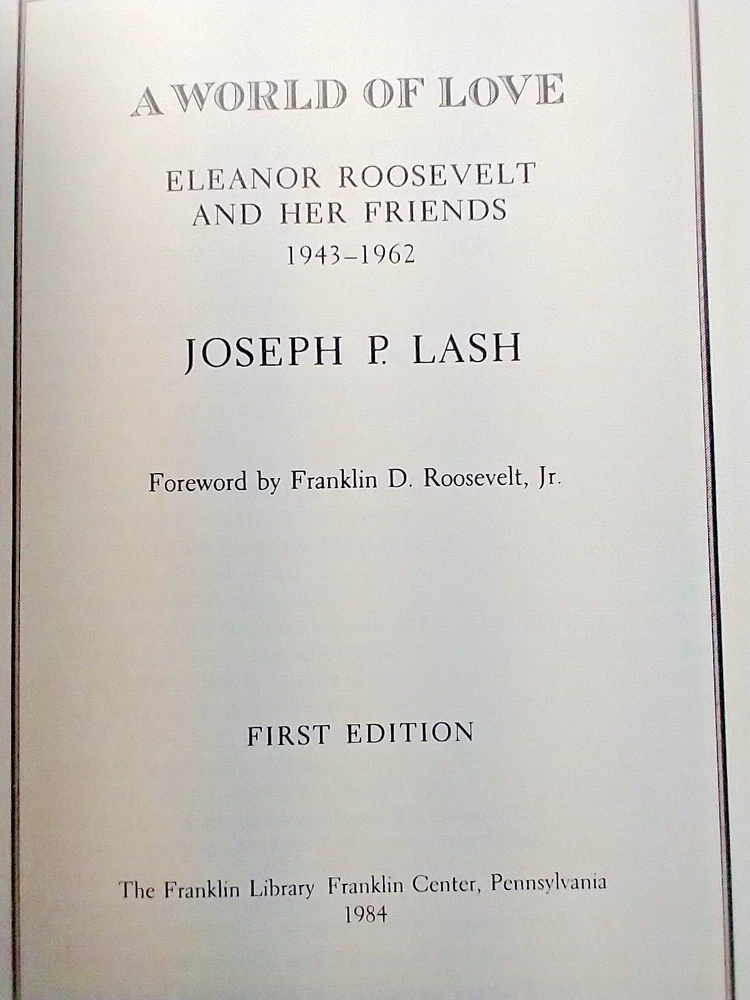 A WORLD OF LOVE
ELEANOR ROOSEVELT
AND HER FRIENDS
1943–1962
JOSEPH P. LASH
Foreword by Franklin D. Roosevelt, Jr.
FIRST EDITION
The Franklin Library Franklin Center, Pennsylvania
1984